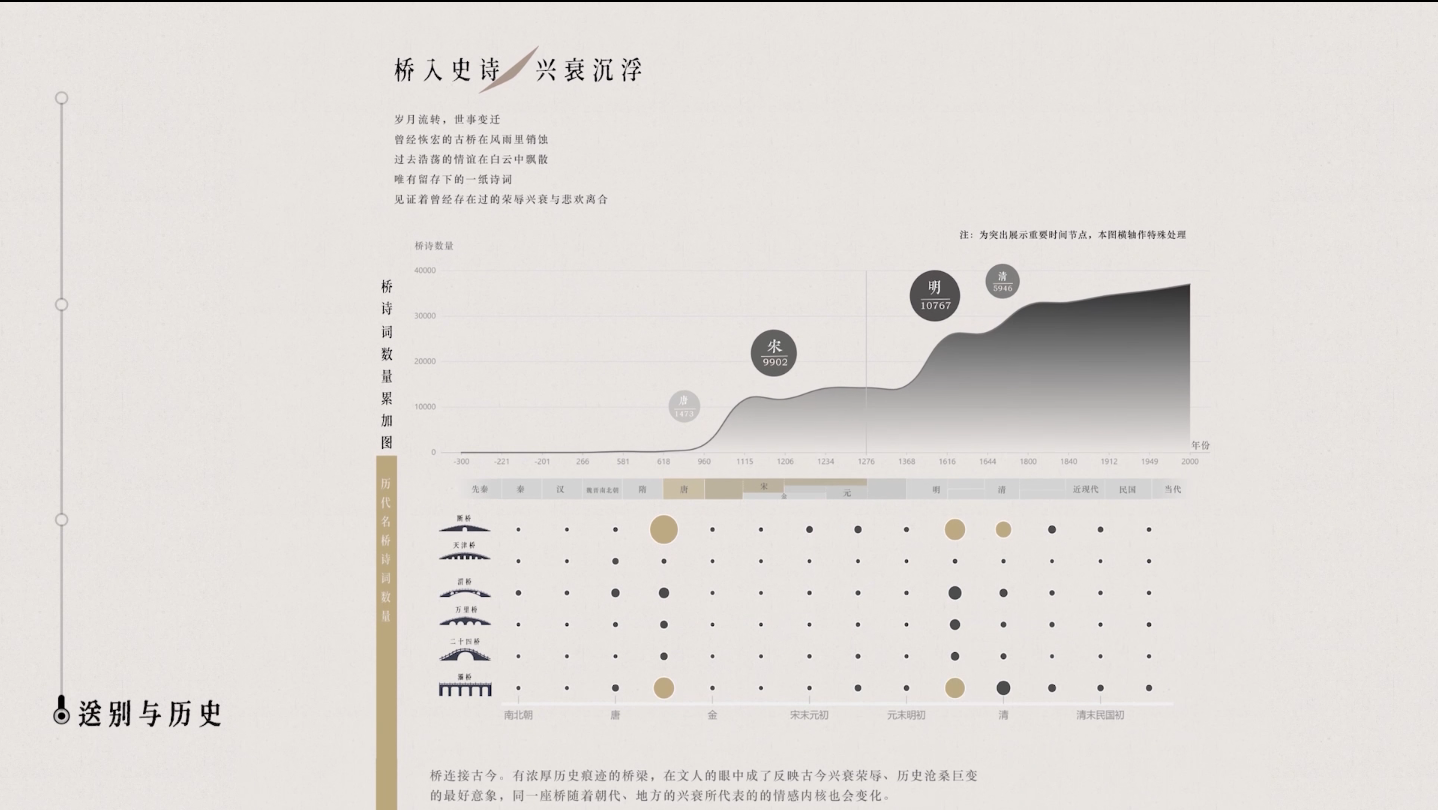 桥入史诗 兴衰沉浮
岁月流转，世事变迁
曾经恢宏的古桥在风雨里销蚀
过去浩荡的情谊在白云中飘散
唯有留存下的一纸诗词
见证着曾经存在过的荣辱兴衰与悲欢离合
注：为突出展示重要时间节点，本图横轴作特殊处理
桥诗数量
桥诗词数量累加图
40000
30000
20000
10000
0
唐
1473
宋
9902
明
10767
清
5946
年份
-300 -221 -201 266 581 618 960 1115 1206 1234 1276 1368 1616 1644 1800 1840 1912 1949 2000
先秦 秦 汉 魏晋南北朝 隋 唐 宋 金 元 明 清 近现代 民国 当代
历代名桥诗词数量
断桥
天津桥
渭桥
万里桥
二十四桥
灞桥
南北朝 唐 金 宋末元初 元末明初 清 清末民国初
送别与历史
桥连接古今。有浓厚历史痕迹的桥梁，在文人的眼中成了反映古今兴衰荣辱、历史沧桑巨变
的最好意象，同一座桥随着朝代、地方的兴衰所代表的的情感内核也会变化。